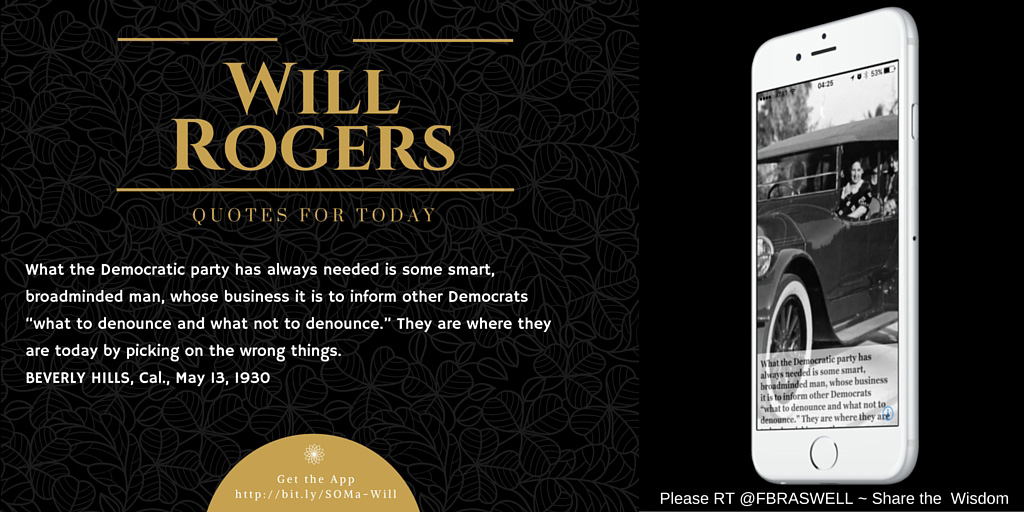 WILL
ROGERS
QUOTES FOR TODAY
What the Democratic party has always needed is some smart,
broadminded man, whose business it is to inform other Democrats
“what to denounce and what not to denounce.” They are where they
are today by picking on the wrong things.
BEVERLY HILLS, Cal., May 13, 1930
Get the App
http://bit.ly/SOMa-Will
04:25
53%
What the Democratic party has
always needed is some smart,
broadminded man, whose business
it is to inform other Democrats
“what to denounce and what not to
denounce.” They are where they are
Please RT @FBRASWELL ~ Share the Wisdom